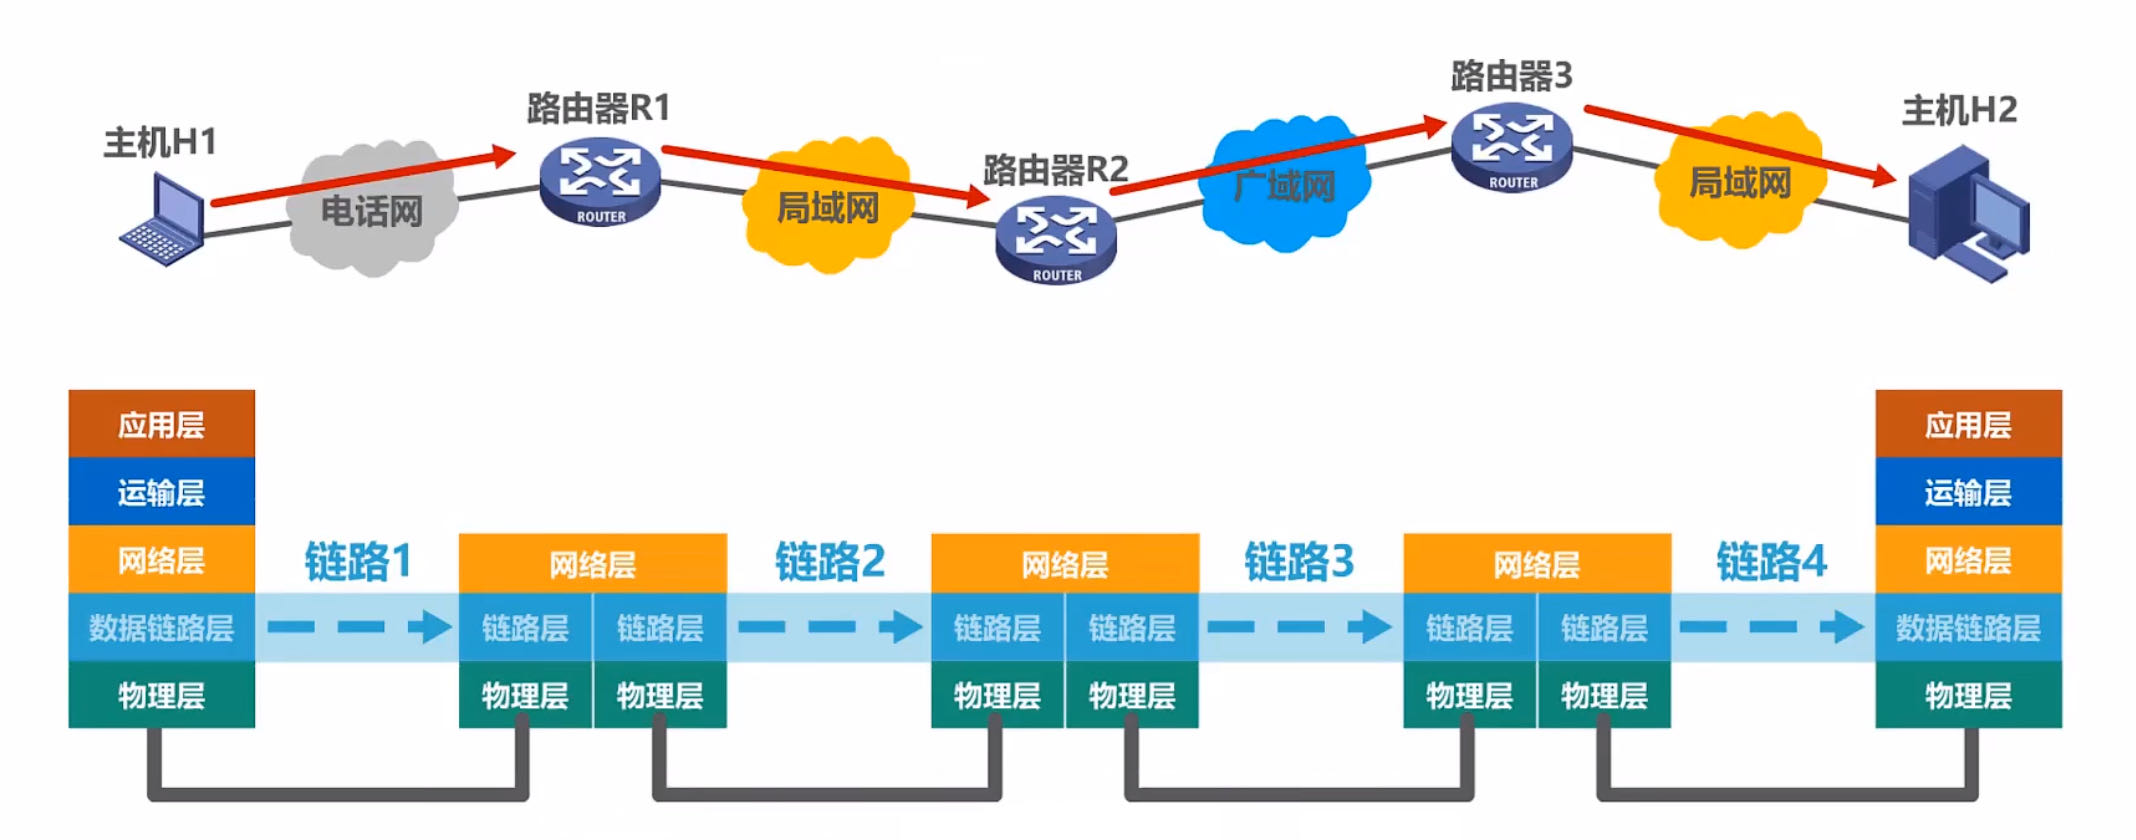 主机H1
电话网
路由器R1
ROUTER
局域网
路由器R2
ROUTER
广域网
路由器3
ROUTER
局域网
主机H2
应用层
运输层
网络层
数据链路层
物理层
链路1
网络层
链路层 链路层
物理层 物理层
链路2
网络层
链路层 链路层
物理层 物理层
链路3
网络层
链路层 链路层
物理层 物理层
链路4
应用层
运输层
网络层
数据链路层
物理层